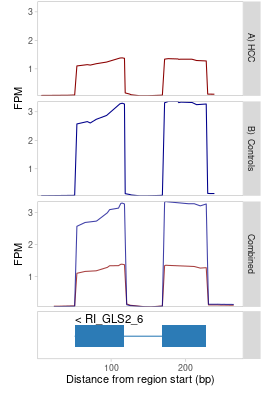 3
2
1
FPM
A) HCC
3
2
1
B) Controls
3
2
1
FPM
Combined
< RI_GLS2_6
100
200
Distance from region start (bp)